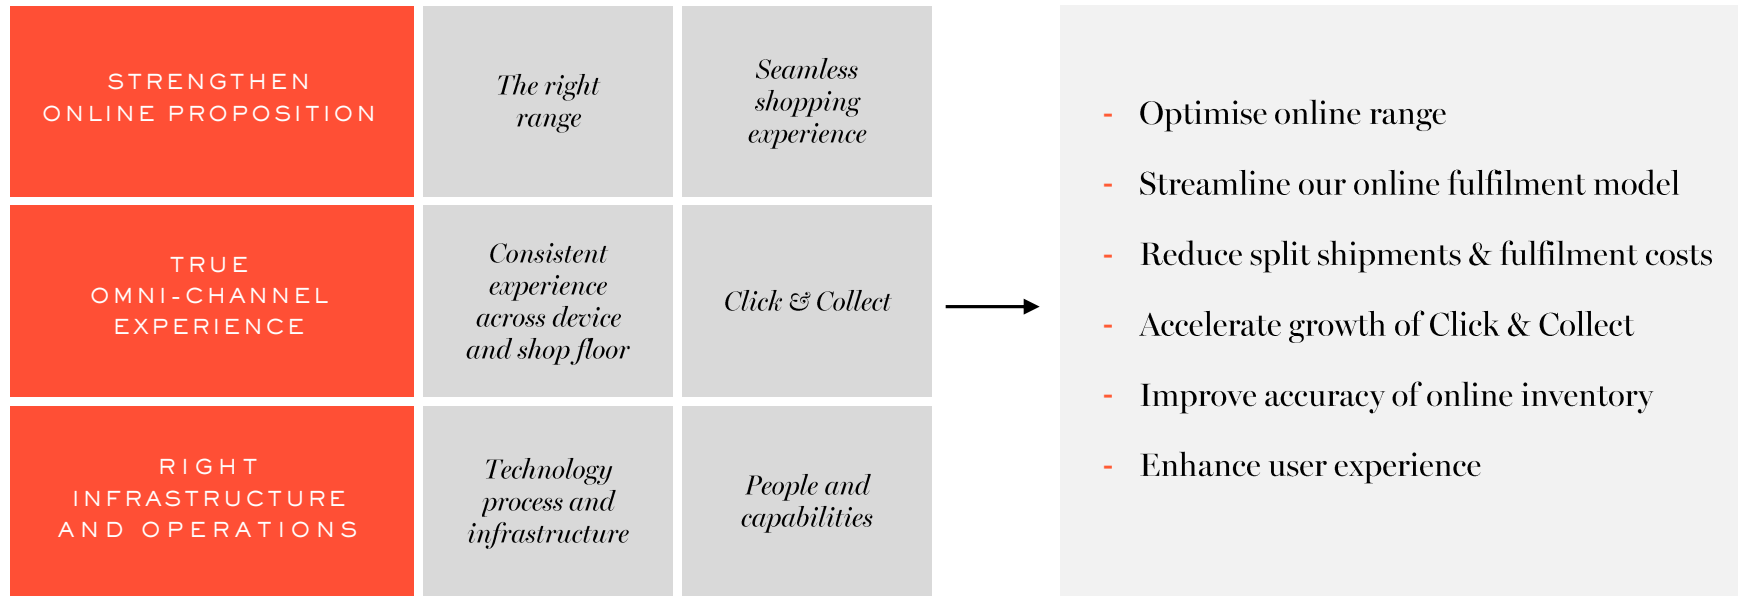 STRENGTHEN
ONLINE PROPOSITION
The right
range
Seamless
shopping
experience
TRUE
OMNI-CHANNEL
EXPERIENCE
Consistent
experience
across device
and shop floor
Click & Collect
RIGHT
INFRASTRUCTURE
AND OPERATIONS
Technology
process and
infrastructure
People and
capabilities
- Optimise online range
- Streamline our online fulfilment model
- Reduce split shipments & fulfilment costs
- Accelerate growth of Click & Collect
- Improve accuracy of online inventory
- Enhance user experience